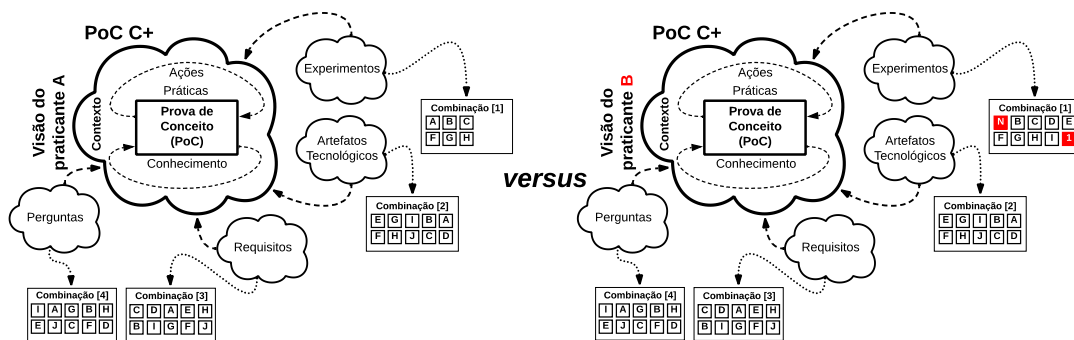 PoC C+
Visão do
praticante A
Contexto
Ações
Práticas
Prova de
Conceito
(PoC)
Conhecimento
Experimentos
Combinação [1]
A B C
F G H
Artefatos
Tecnológicos
Combinação [2]
E G I B A
F H J C D
Perguntas
Requisitos
Combinação [4]
I A G B H
E J C F D
Combinação [3]
C D A E H
B I G F J
versus
PoC C+
Visão do
praticante B
Contexto
Ações
Práticas
Prova de
Conceito
(PoC)
Conhecimento
Experimentos
Combinação [1]
N B C D E
F G H I 1
Artefatos
Tecnológicos
Combinação [2]
E G I B A
F H J C D
Perguntas
Requisitos
Combinação [4]
I A G B H
E J C F D
Combinação [3]
C D A E H
B I G F J